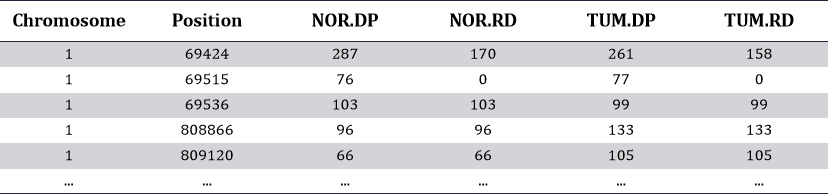 Chromosome Position NOR.DP NOR.RD TUM.DP TUM.RD
1 69424 287 170 261 158
1 69515 76 0 77 0
1 69536 103 103 99 99
1 808866 96 96 133 133
1 809120 66 66 105 105
... ... ... ... ... ...